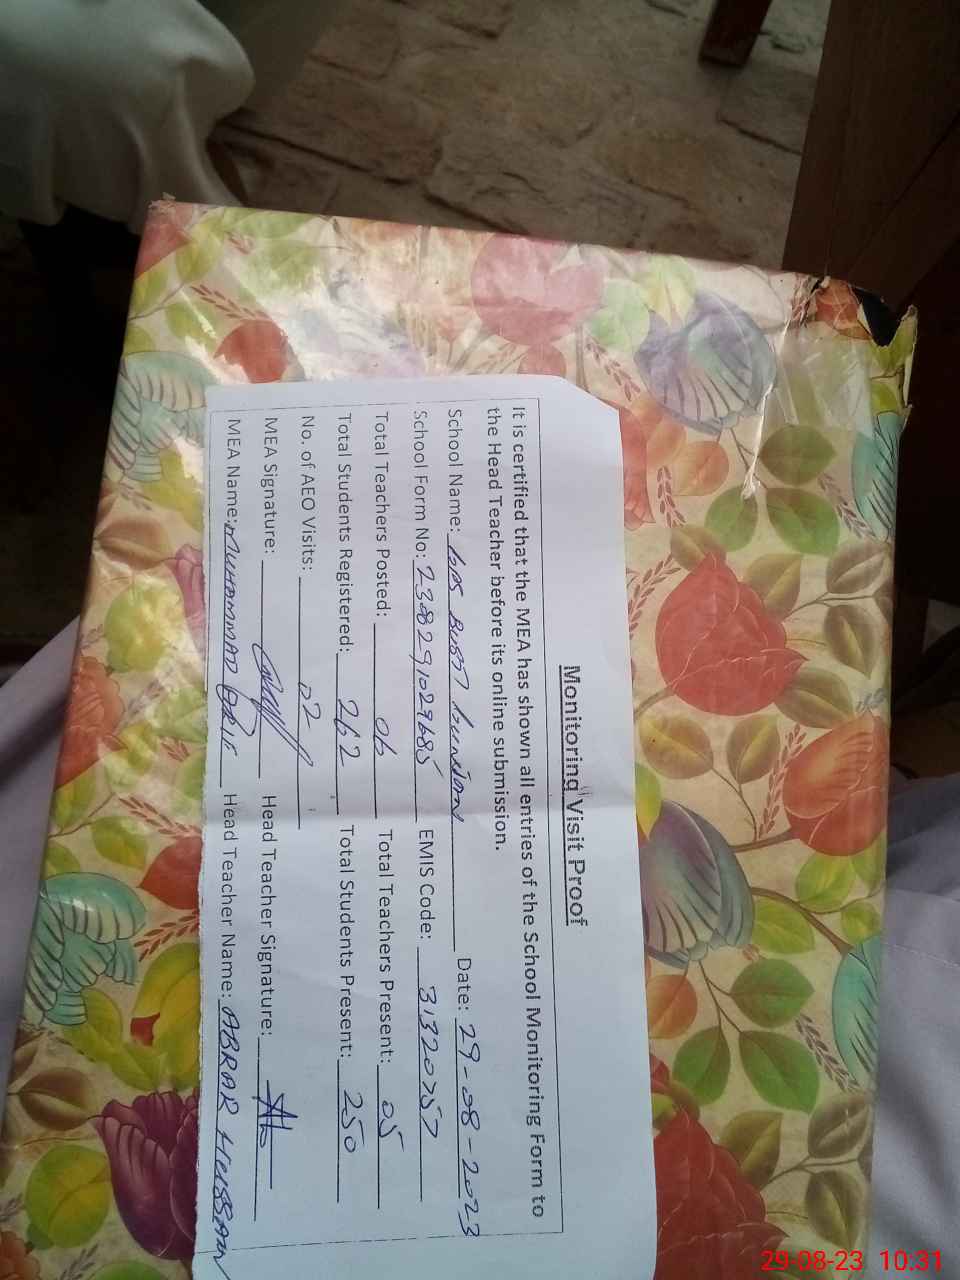 Monitoring Visit Proof
It is certified that the MEA has shown all entries of the School Monitoring Form to
the Head Teacher before its online submission.
School Name: GPS Date: 29-08-2023
School Form No: EMIS Code:
Total Teachers Posted: 06 Total Teachers Present: 05
Total Students Registered: 262 Total Students Present: 250
No. of AEO Visits: 02
MEA Signature: Head Teacher Signature:
MEA Name: MUHAMMAD Head Teacher Name: ABRAR HUSSAIN
29-08-23 10:31